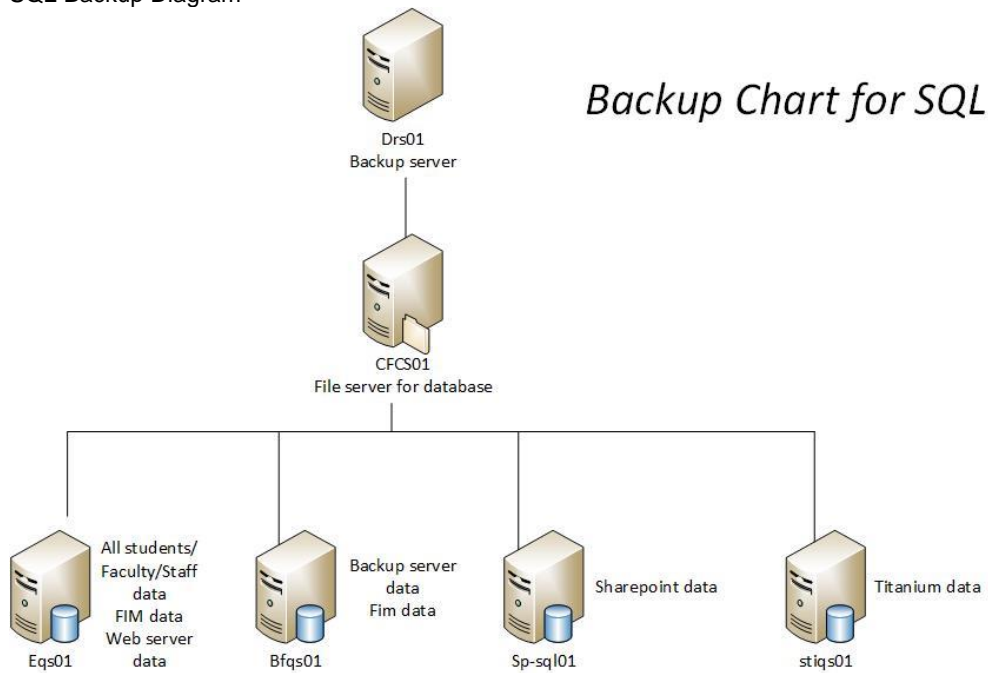 SQL Backup Diagram
Backup Chart for SQL
Drs01
Backup server
CFCS01
File server for database
All students/
Faculty/Staff
data
FIM data
Web server
data
Eqs01
Backup server
data
Fim data
Bfqs01
Sharepoint data
Sp-sql01
Titanium data
stiqs01